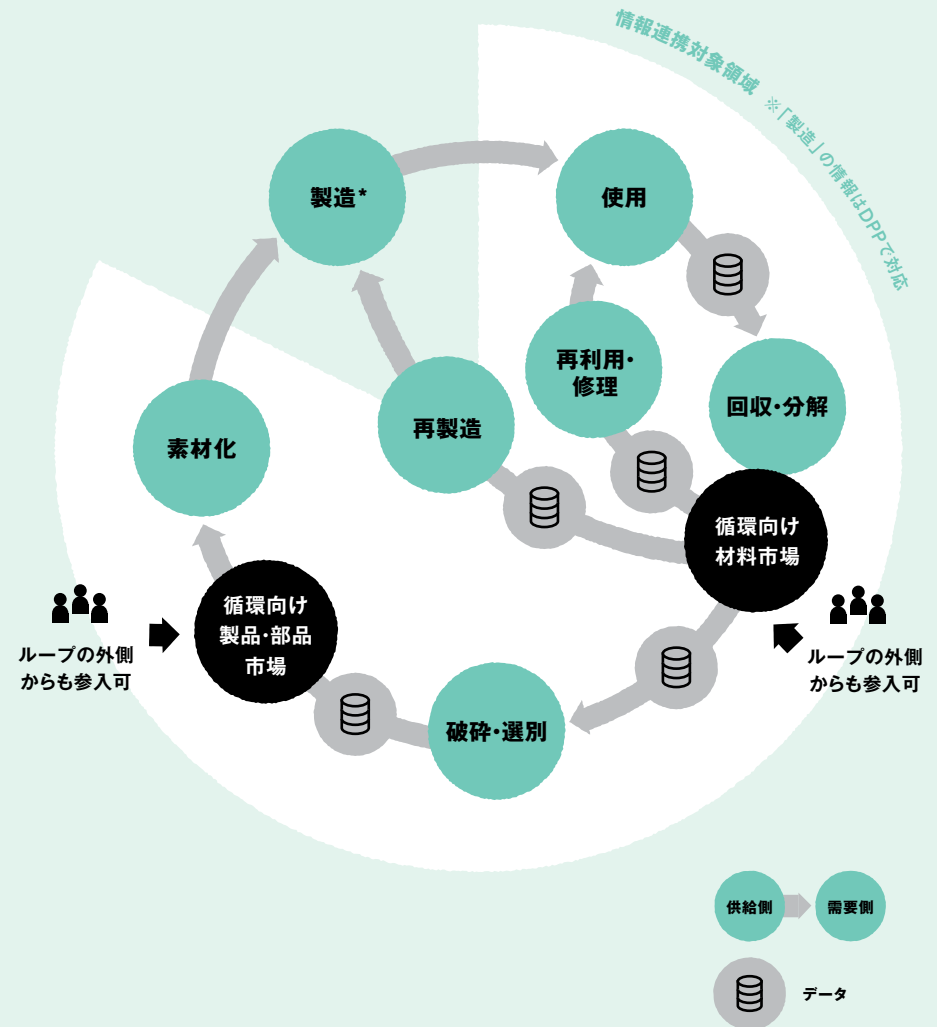 情報連携対象領域 ※「製造」の情報はDPPで対応
製造*
使用
再利用・
修理
回収・分解
再製造
素材化
循環向け
材料市場
循環向け
製品・部品
市場
ループの外側
からも参入可
ループの外側
からも参入可
破砕・選別
供給側
需要側
データ